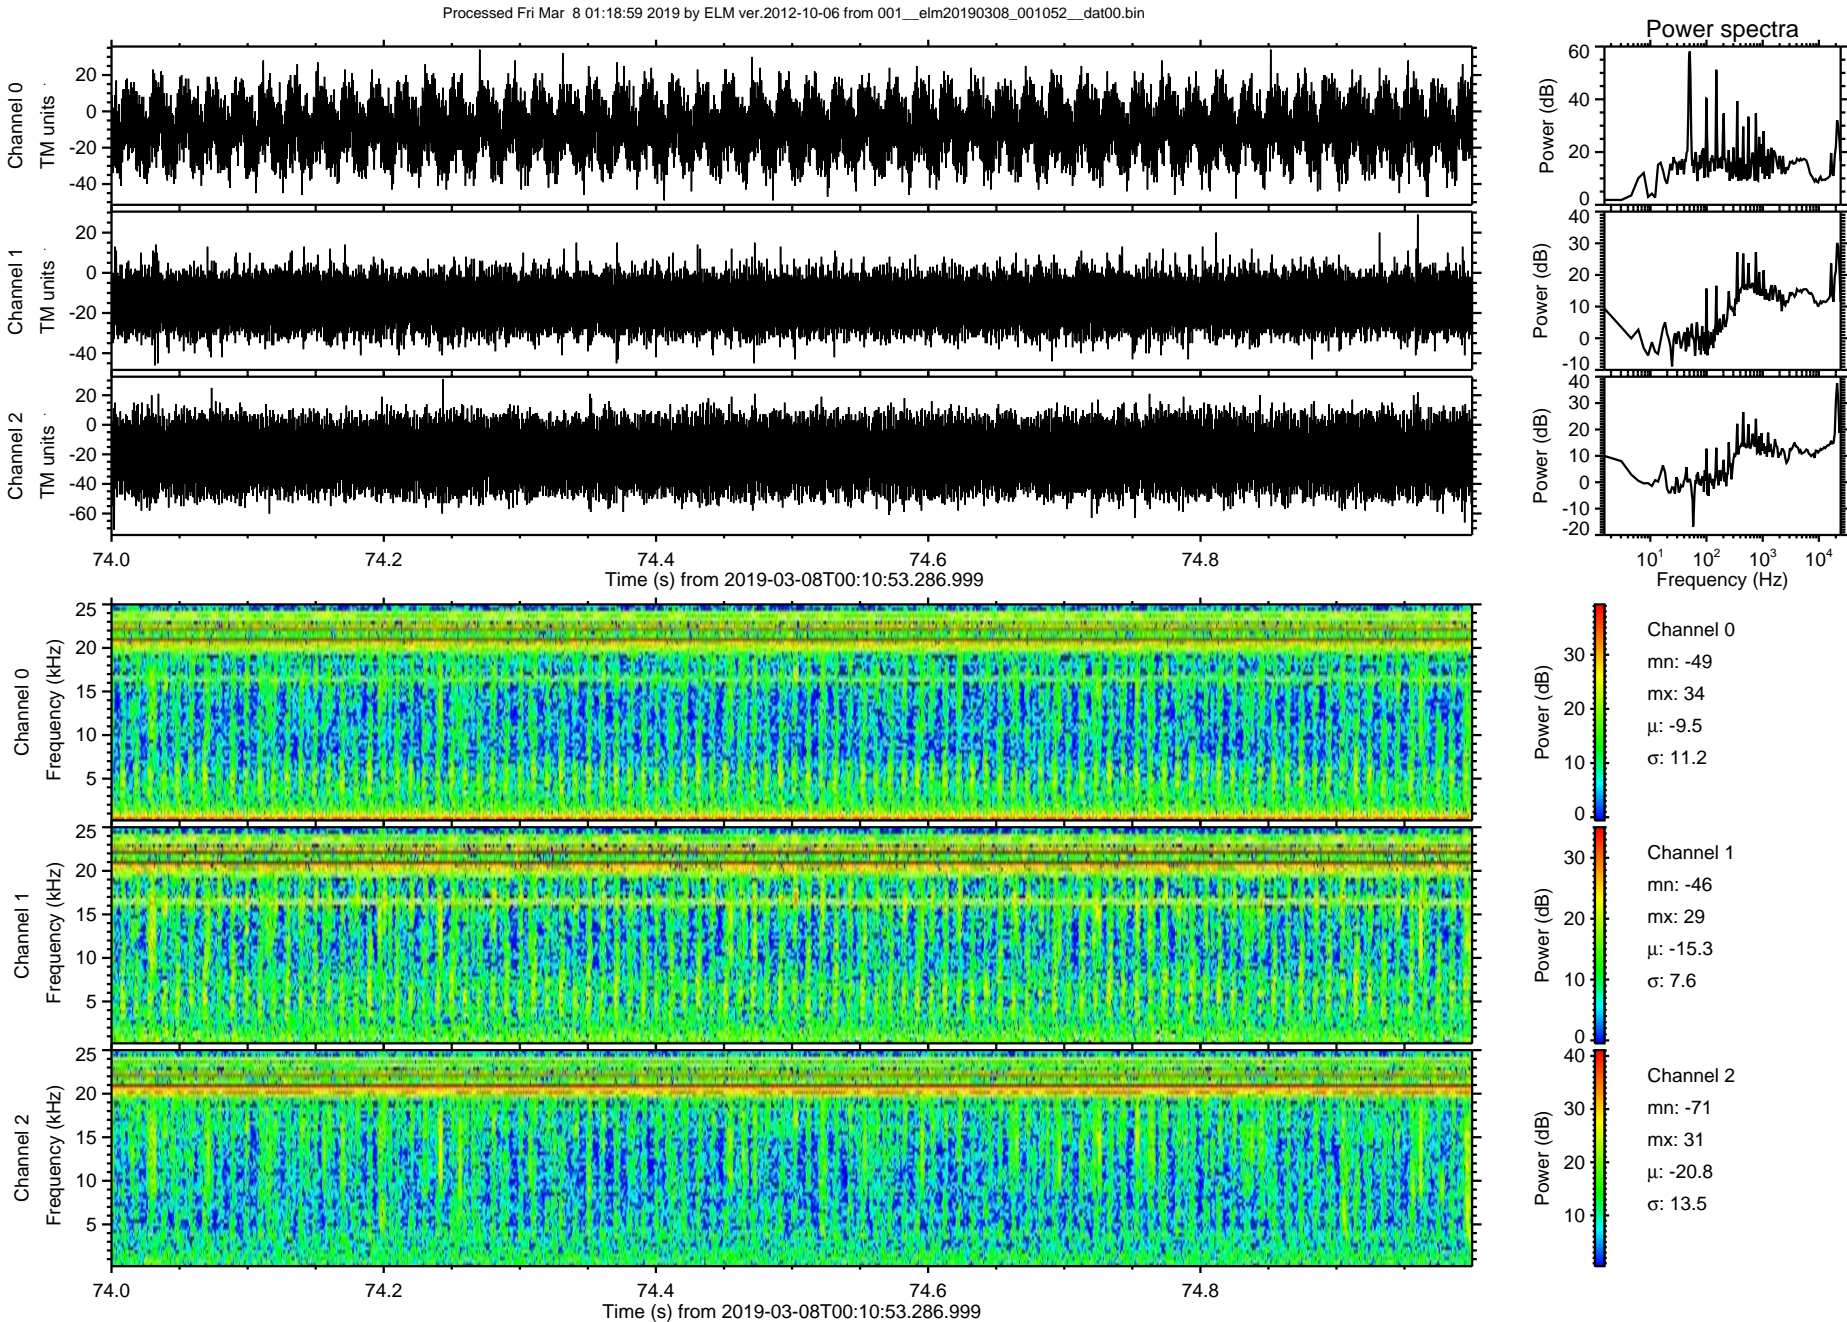 Processed Fri Mar  8 01:18:59 2019 by ELM ver.2012-10-06 from 001__elm20190308_001052__dat00.bin
Power spectra
Channel 0
TM units
20
0
-20
-40
Power (dB)
60
40
20
0
Channel 1
TM units
20
0
-20
-40
Power (dB)
40
30
20
10
0
-10
Channel 2
TM units
20
0
-20
-40
-60
Power (dB)
40
30
20
10
0
-10
-20
74.0 74.2 74.4 74.6 74.8
Time (s) from 2019-03-08T00:10:53.286.999
10^1 10^2 10^3 10^4
Frequency (Hz)
Channel 0
Frequency (kHz)
25
20
15
10
5
Power (dB)
30
20
10
0
Channel 0
mn: -49
mx: 34
μ: -9.5
σ: 11.2
Channel 1
Frequency (kHz)
25
20
15
10
5
Power (dB)
30
20
10
0
Channel 1
mn: -46
mx: 29
μ: -15.3
σ: 7.6
Channel 2
Frequency (kHz)
25
20
15
10
5
Power (dB)
40
30
20
10
Channel 2
mn: -71
mx: 31
μ: -20.8
σ: 13.5
74.0 74.2 74.4 74.6 74.8
Time (s) from 2019-03-08T00:10:53.286.999